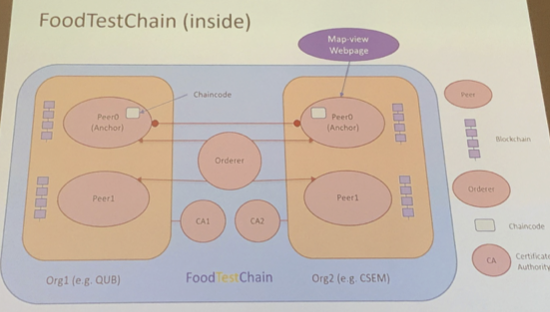 FoodTestChain (inside)
Map-view
Webpage
Chaincode
Peer0
(Anchor)
Peer0
(Anchor)
Peer
Blockchain
Orderer
Peer1
Peer1
Orderer
CA1
CA2
Chaincode
CA
Certificate
Authority
Org1 (e.g. QUB)
FoodTestChain
Org2 (e.g. CSEM)